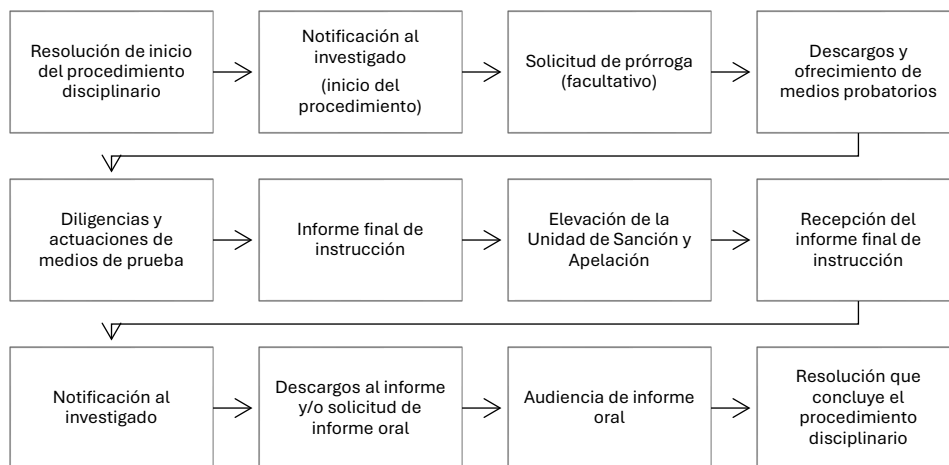 Resolución de inicio
del procedimiento
disciplinario
Notificación al
investigado
(inicio del
procedimiento)
Solicitud de prórroga
(facultativo)
Descargos y
ofrecimiento de
medios probatorios
Diligencias y
actuaciones de
medios de prueba
Informe final de
instrucción
Elevación de la
Unidad de Sanción y
Apelación
Recepción del
informe final de
instrucción
Notificación al
investigado
Descargos al informe
y/o solicitud de
informe oral
Audiencia de informe
oral
Resolución que
concluye el
procedimiento
disciplinario